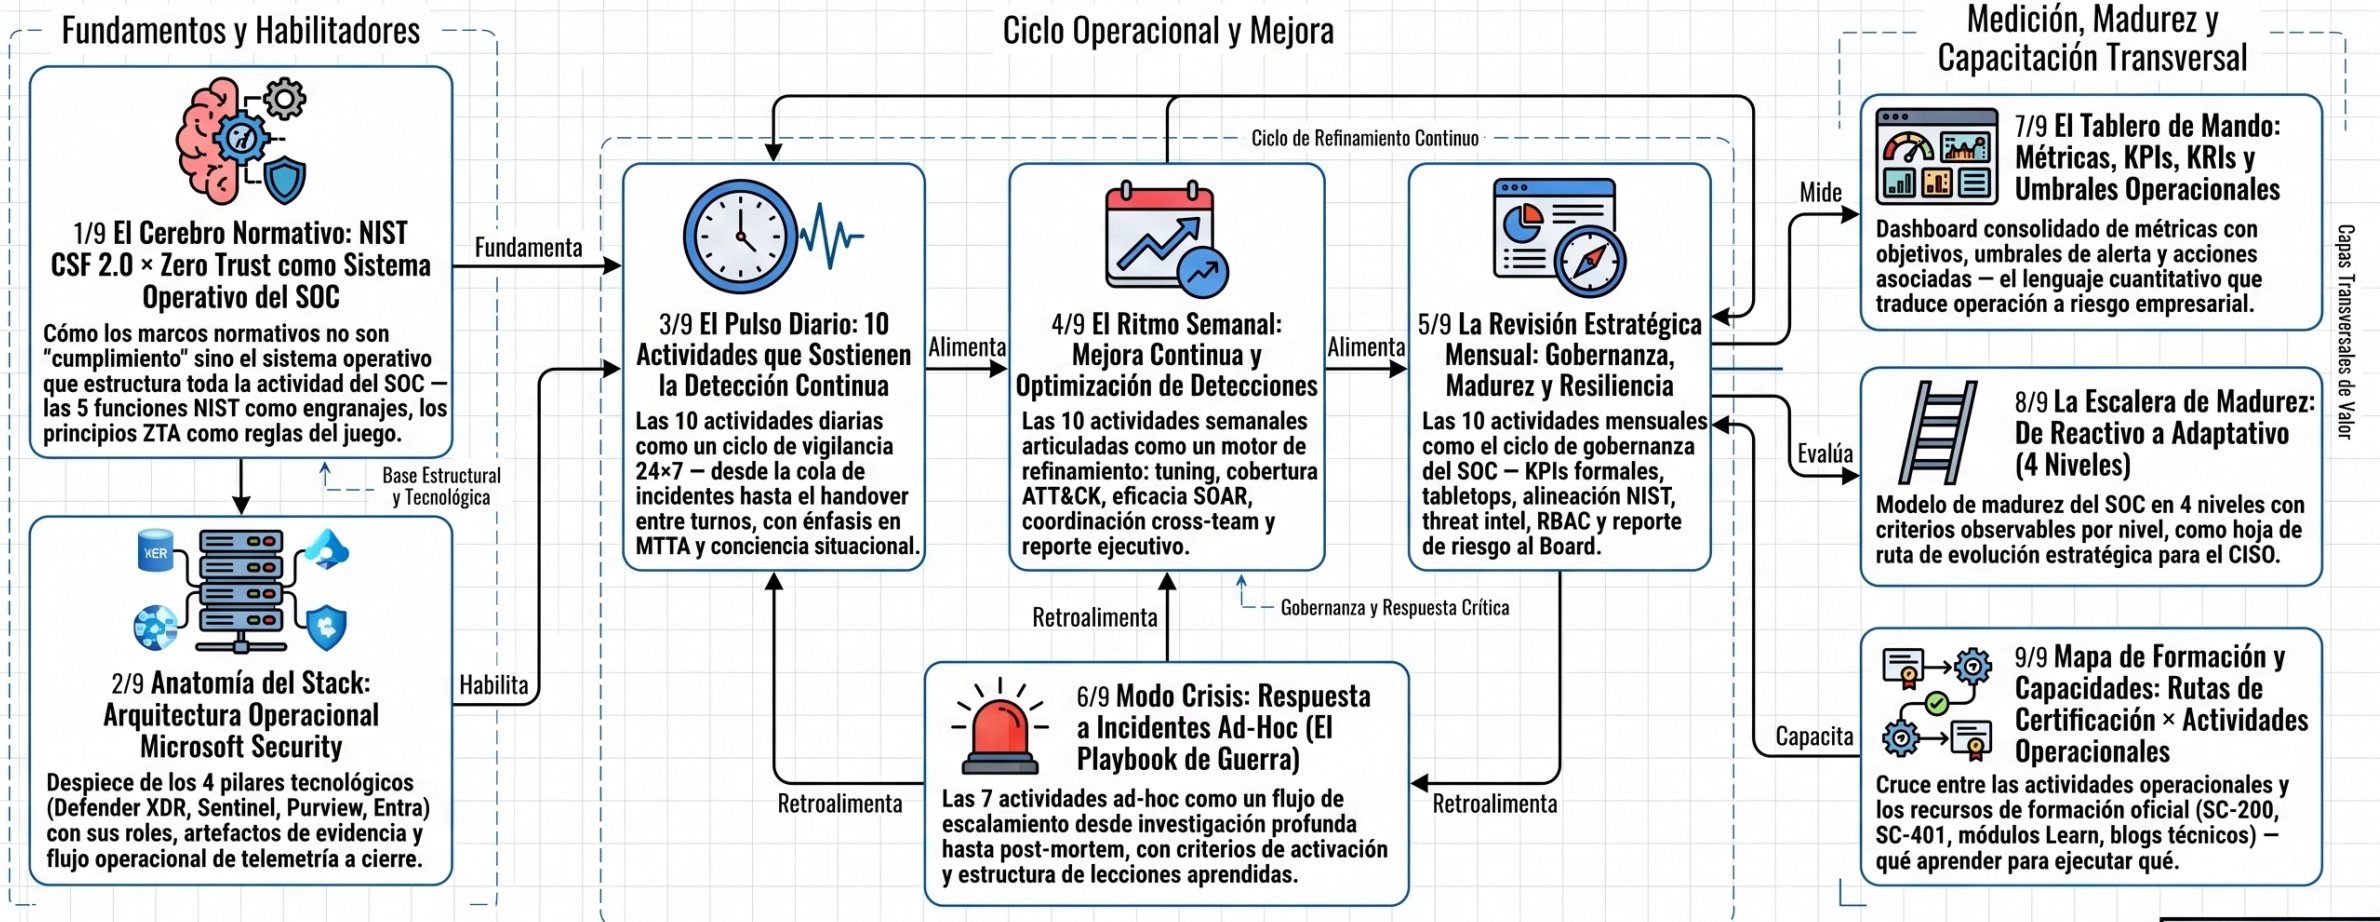 Fundamentos y Habilitadores
1/9 El Cerebro Normativo: NIST
CSF 2.0 × Zero Trust como Sistema
Operativo del SOC
Cómo los marcos normativos no son
"cumplimiento" sino el sistema operativo
que estructura toda la actividad del SOC —
las 5 funciones NIST como engranajes, los
principios ZTA como reglas del juego.
Base Estructural
y Tecnológica
XER
2/9 Anatomía del Stack:
Arquitectura Operacional
Microsoft Security
Despiece de los 4 pilares tecnológicos
(Defender XDR, Sentinel, Purview, Entra)
con sus roles, artefactos de evidencia y
flujo operacional de telemetría a cierre.
Fundamenta
Habilita
Ciclo Operacional y Mejora
Ciclo de Refinamiento Continuo
3/9 El Pulso Diario: 10
Actividades que Sostienen
la Detección Continua
Las 10 actividades diarias
como un ciclo de vigilancia
24×7 — desde la cola de
incidentes hasta el handover
entre turnos, con énfasis en
MTTA y conciencia situacional.
Alimenta
4/9 El Ritmo Semanal:
Mejora Continua y
Optimización de Detecciones
Las 10 actividades semanales
articuladas como un motor de
refinamiento: tuning, cobertura
ATT&CK, eficacia SOAR,
coordinación cross-team y
reporte ejecutivo.
Alimenta
5/9 La Revisión Estratégica
Mensual: Gobernanza,
Madurez y Resiliencia
Las 10 actividades mensuales
como el ciclo de gobernanza
del SOC — KPIs formales,
tabletops, alineación NIST,
threat intel, RBAC y reporte
de riesgo al Board.
Retroalimenta
Gobernanza y Respuesta Crítica
6/9 Modo Crisis: Respuesta
a Incidentes Ad-Hoc (El
Playbook de Guerra)
Las 7 actividades ad-hoc como un flujo de
escalamiento desde investigación profunda
hasta post-mortem, con criterios de activación
y estructura de lecciones aprendidas.
Retroalimenta
Retroalimenta
Medición, Madurez y
Capacitación Transversal
Mide
7/9 El Tablero de Mando:
Métricas, KPIs, KRIs y
Umbrales Operacionales
Dashboard consolidado de métricas con
objetivos, umbrales de alerta y acciones
asociadas — el lenguaje cuantitativo que
traduce operación a riesgo empresarial.
Evalúa
8/9 La Escalera de Madurez:
De Reactivo a Adaptativo
(4 Niveles)
Modelo de madurez del SOC en 4 niveles con
criterios observables por nivel, como hoja de
ruta de evolución estratégica para el CISO.
Capacita
9/9 Mapa de Formación y
Capacidades: Rutas de
Certificación × Actividades
Operacionales
Cruce entre las actividades operacionales y
los recursos de formación oficial (SC-200,
SC-401, módulos Learn, blogs técnicos) —
qué aprender para ejecutar qué.
Capas Transversales de Valor